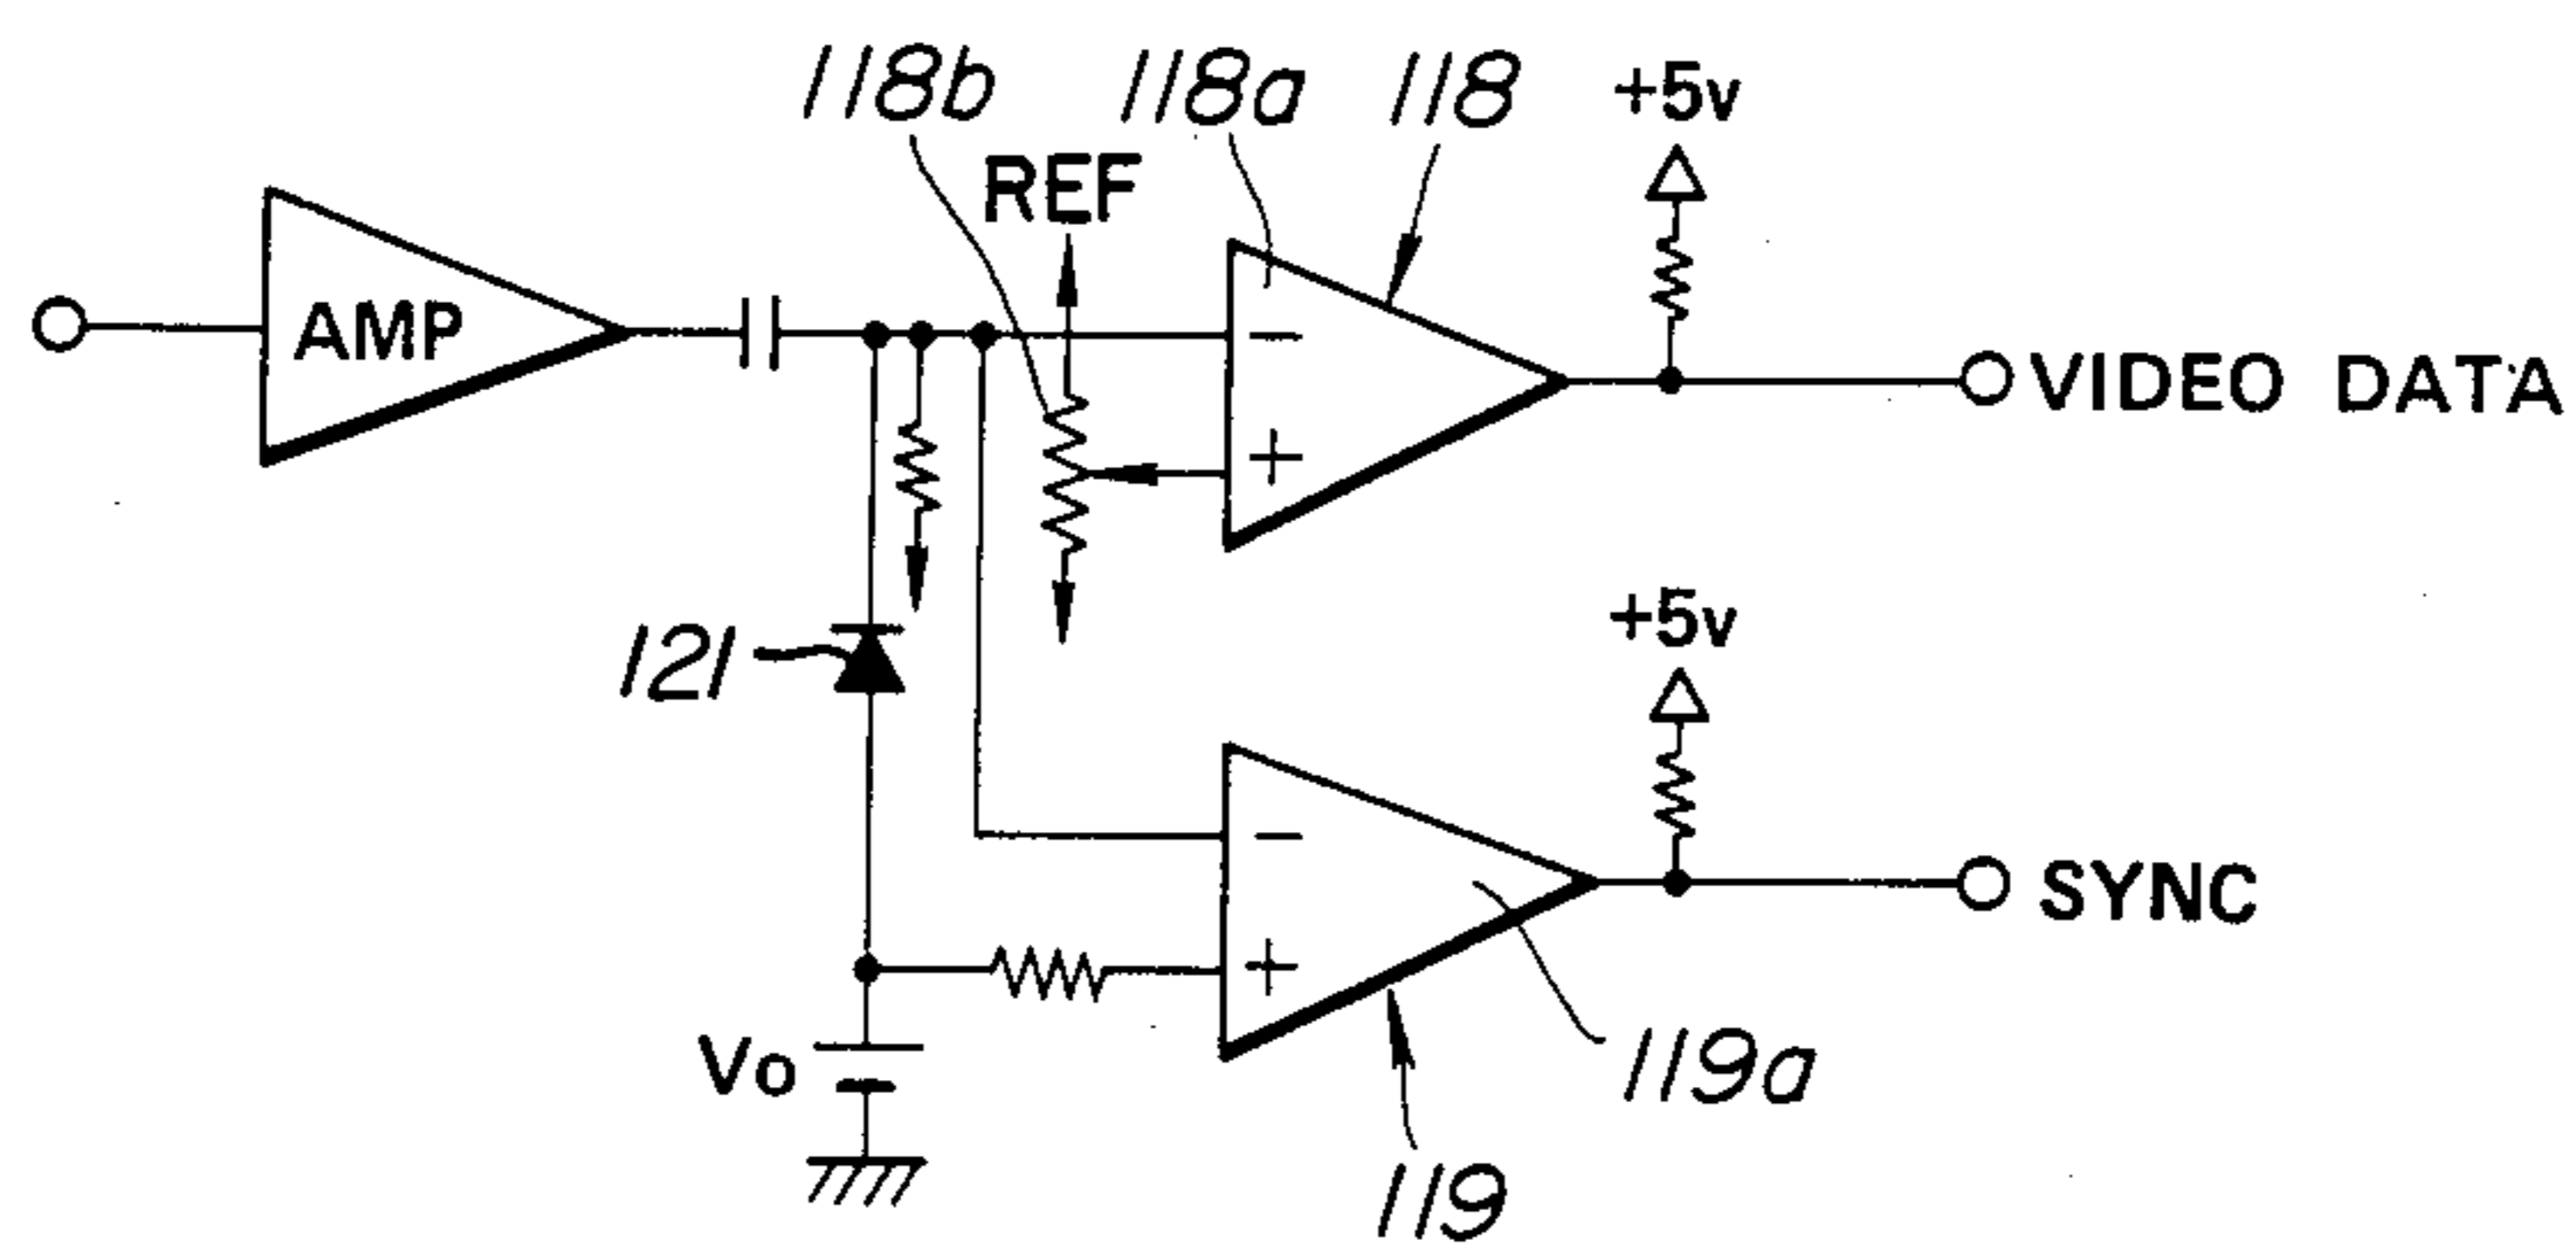 118b 118a 118 +5v
REF
AMP
- 
+
VIDEO DATA
121
+5v
-
+
SYNC
Vo
119a
119